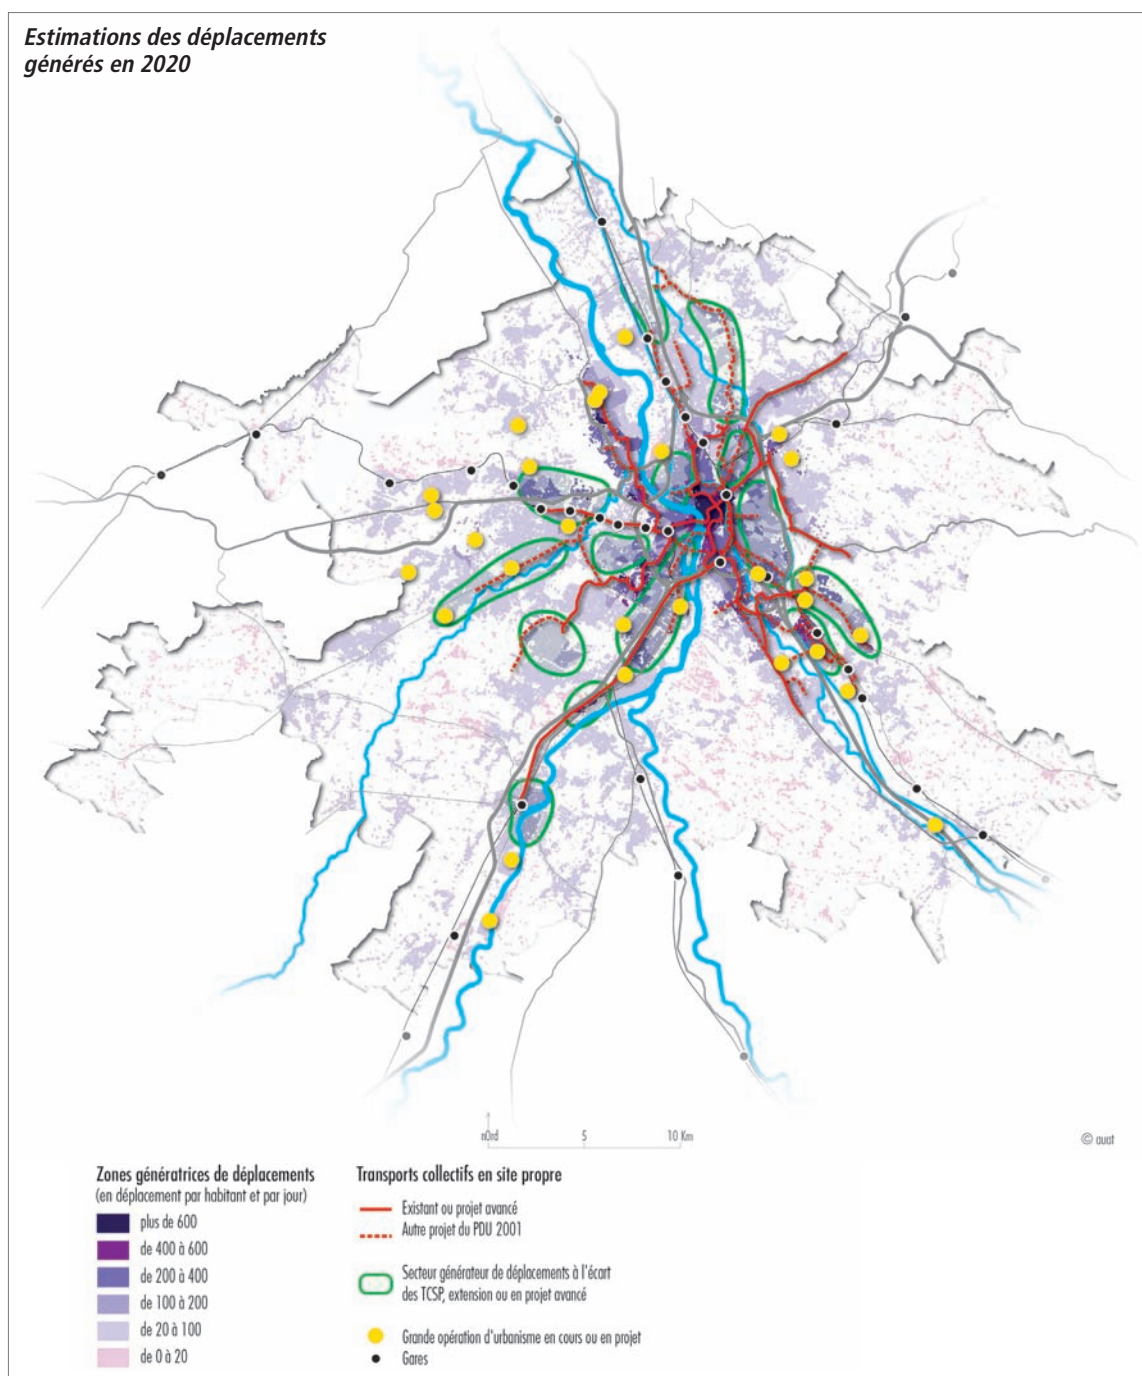 Estimations des déplacements
générés en 2020
nOrd 5 10 Km
© auat
Zones génératrices de déplacements
(en déplacement par habitant et par jour)
plus de 600
de 400 à 600
de 200 à 400
de 100 à 200
de 20 à 100
de 0 à 20
Transports collectifs en site propre
Existant ou projet avancé
Autre projet du PDU 2001
Secteur générateur de déplacements à l'écart
des TCSP, extension ou en projet avancé
Grande opération d'urbanisme en cours ou en projet
Gares